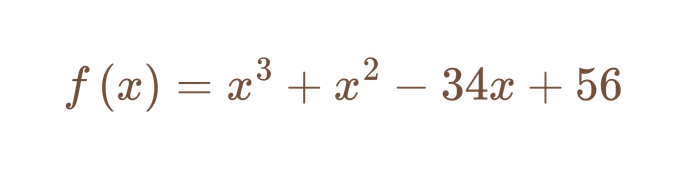 f (x) = x³ + x² − 34x + 56